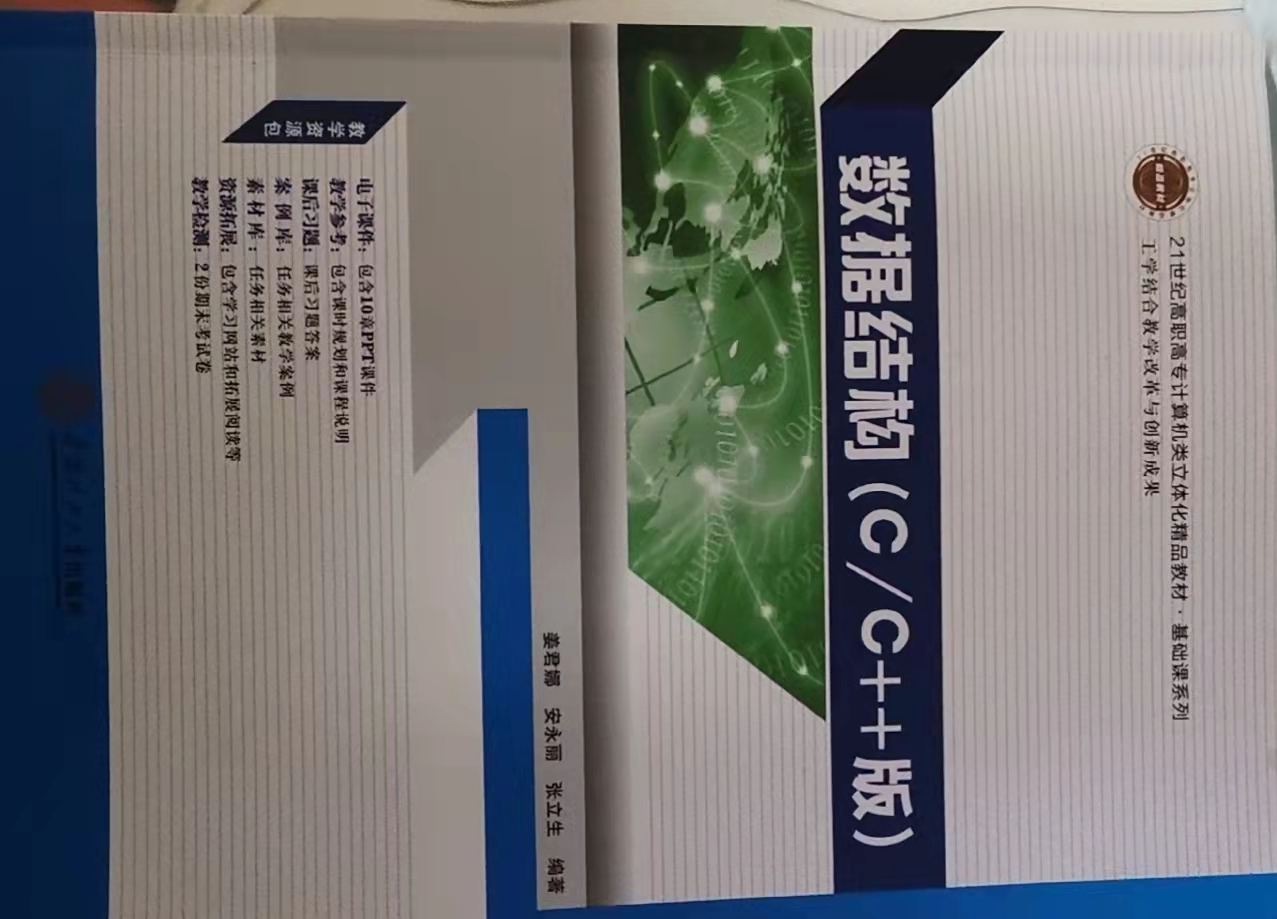 21世纪高职高专计算机类立体化精品教材·基础课系列
工学结合教学改革与创新成果
精品教材
数据结构(C/C++版)
姜君娜 安永丽 张立生 编著
教学资源包
电子课件:包含10章PPT课件
教学参考:包含课时规划和课程说明
课后习题:课后习题答案
案例库:任务相关教学案例
素材库:任务相关素材
资源拓展:包含学习网站和拓展阅读等
教学检测:2份期末考试卷